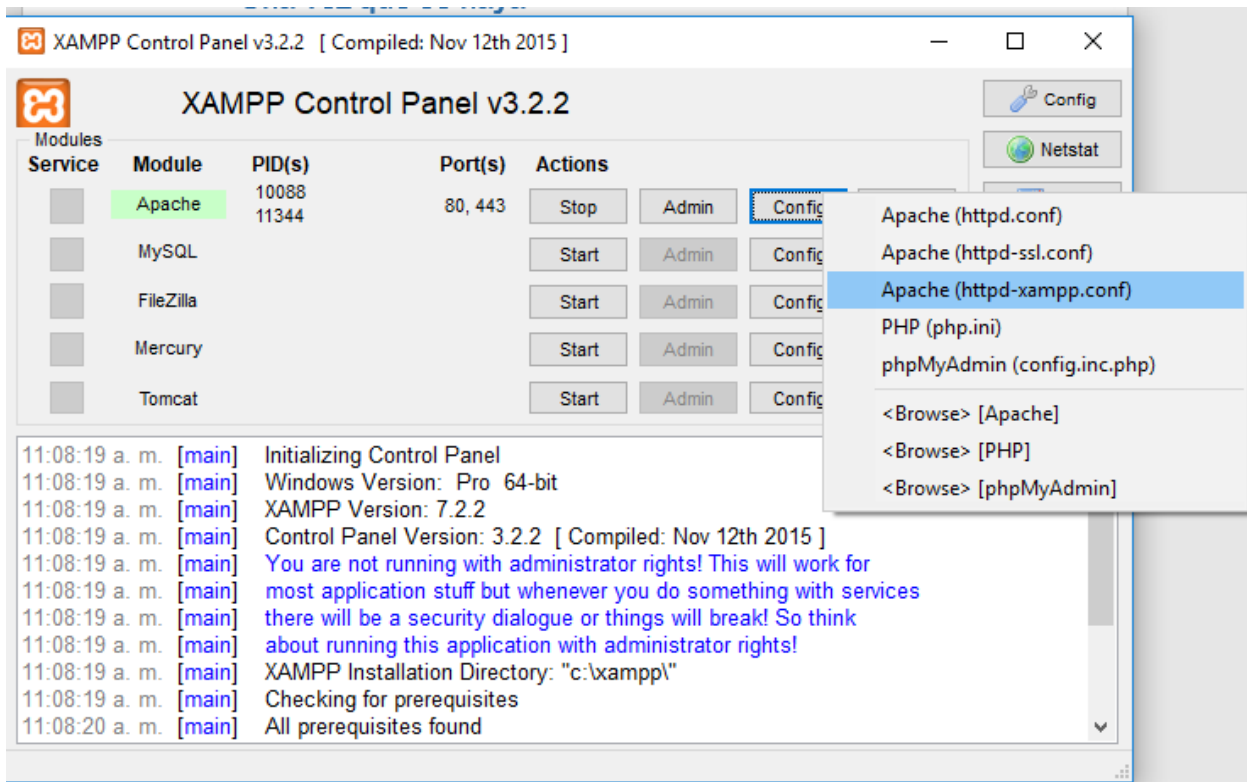 XAMPP Control Panel v3.2.2 [ Compiled: Nov 12th 2015 ]
XAMPP Control Panel v3.2.2
Config
Modules
Service Module PID(s) Port(s) Actions
Netstat
Apache 10088 80, 443 Stop Admin Config
11344
MySQL Start Admin Config
FileZilla Start Admin Config
Mercury Start Admin Config
Tomcat Start Admin Config
Apache (httpd.conf)
Apache (httpd-ssl.conf)
Apache (httpd-xampp.conf)
PHP (php.ini)
phpMyAdmin (config.inc.php)
<Browse> [Apache]
<Browse> [PHP]
<Browse> [phpMyAdmin]
11:08:19 a. m. [main] Initializing Control Panel
11:08:19 a. m. [main] Windows Version: Pro 64-bit
11:08:19 a. m. [main] XAMPP Version: 7.2.2
11:08:19 a. m. [main] Control Panel Version: 3.2.2 [ Compiled: Nov 12th 2015 ]
11:08:19 a. m. [main] You are not running with administrator rights! This will work for
11:08:19 a. m. [main] most application stuff but whenever you do something with services
11:08:19 a. m. [main] there will be a security dialogue or things will break! So think
11:08:19 a. m. [main] about running this application with administrator rights!
11:08:19 a. m. [main] XAMPP Installation Directory: "c:\xampp\"
11:08:19 a. m. [main] Checking for prerequisites
11:08:20 a. m. [main] All prerequisites found